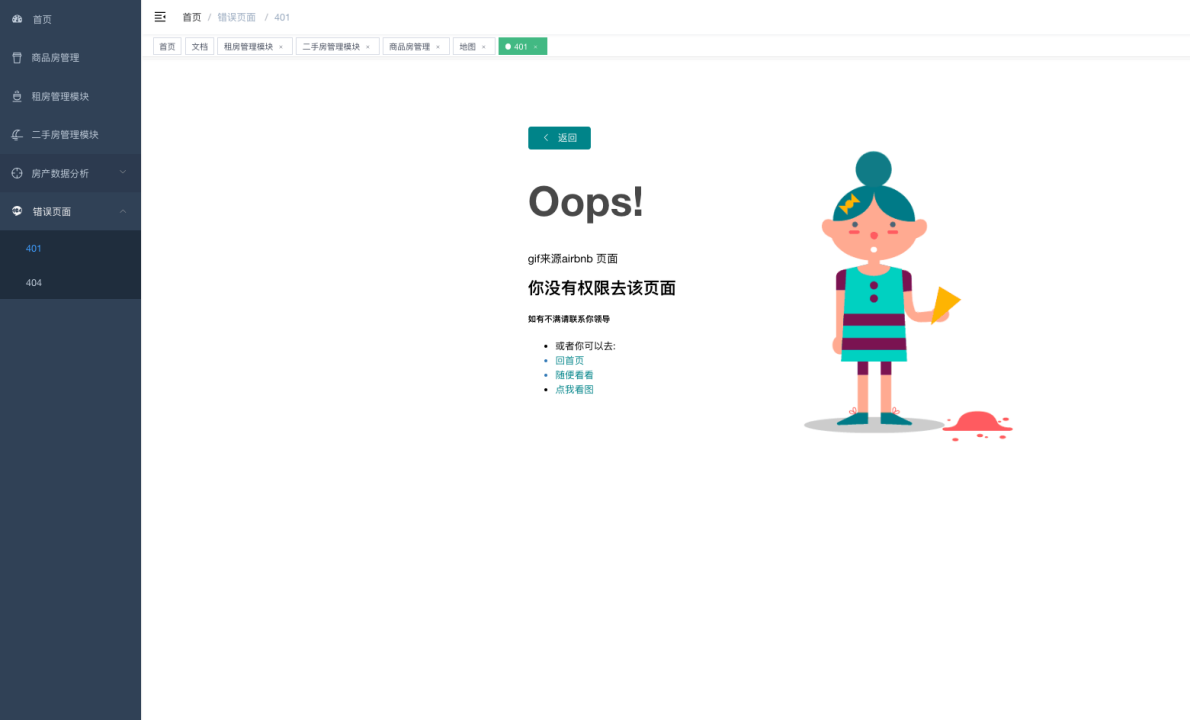 首页
商品房管理
租房管理模块
二手房管理模块
房产数据分析
错误页面
401
404
首页 / 错误页面 / 401
首页 文档 租房管理模块 × 二手房管理模块 × 商品房管理 × 地图 × 401 ×
返回
Oops!
gif来源airbnb 页面
你没有权限去该页面
如有不满请联系你领导
或者你可以去:
回首页
随便看看
点我看图